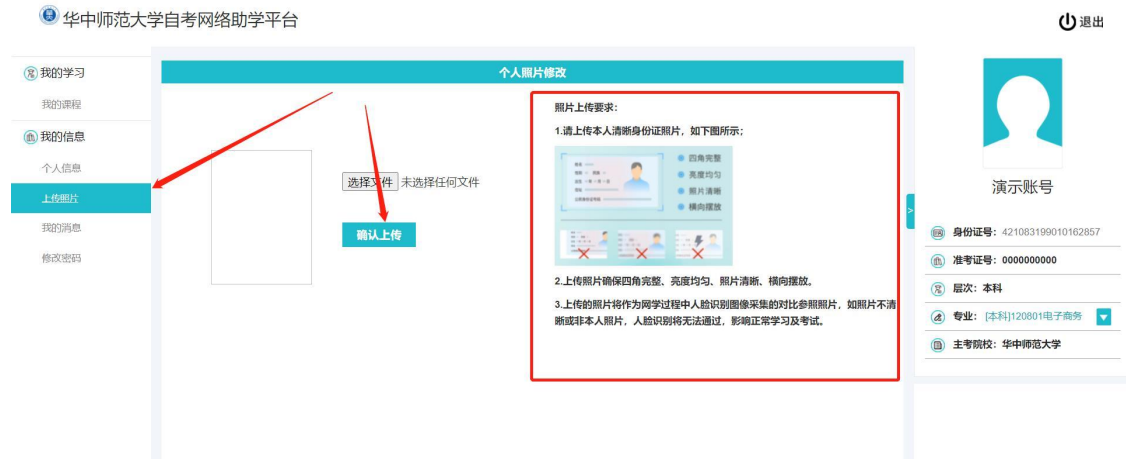 华中师范大学自考网络助学平台
退出
我的学习
我的课程
我的信息
个人信息
上传照片
我的消息
修改密码
个人照片修改
选择文件 未选择任何文件
确认上传
照片上传要求：
1.请上传本人清晰身份证照片，如下图所示；
四角完整
亮度均匀
照片清晰
横向摆放
2.上传照片确保四角完整、亮度均匀、照片清晰、横向摆放。
3.上传的照片将作为网学过程中人脸识别图像采集的对比参照照片，如照片不清
晰或非本人照片，人脸识别将无法通过，影响正常学习及考试。
>
演示账号
身份证号：421083199010162857
准考证号：0000000000
层次：本科
专业：[本科]120801电子商务
主考院校：华中师范大学